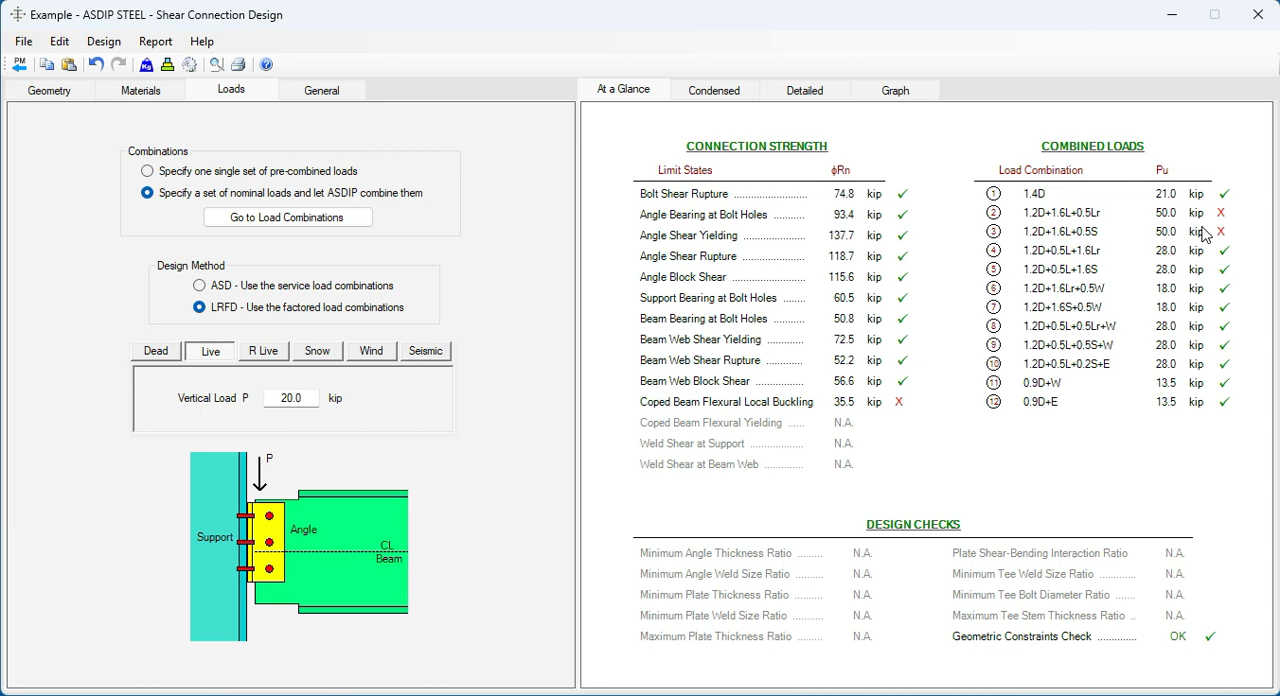 Example - ASDIP STEEL - Shear Connection Design
File Edit Design Report Help
PM Ks
Geometry Materials Loads General
At a Glance Condensed Detailed Graph
Combinations
Specify one single set of pre-combined loads
Specify a set of nominal loads and let ASDIP combine them
Go to Load Combinations
Design Method
ASD - Use the service load combinations
LRFD - Use the factored load combinations
Dead Live R Live Snow Wind Seismic
Vertical Load P 20.0 kip
P
Support
Angle
CL
Beam
CONNECTION STRENGTH
Limit States ϕRn
Bolt Shear Rupture .................... 74.8 kip ✓
Angle Bearing at Bolt Holes ........... 93.4 kip ✓
Angle Shear Yielding .................. 137.7 kip ✓
Angle Shear Rupture .................. 118.7 kip ✓
Angle Block Shear ..................... 115.6 kip ✓
Support Bearing at Bolt Holes ........ 60.5 kip ✓
Beam Bearing at Bolt Holes ........... 50.8 kip ✓
Beam Web Shear Yielding ............ 72.5 kip ✓
Beam Web Shear Rupture ............ 52.2 kip ✓
Beam Web Block Shear ............... 56.6 kip ✓
Coped Beam Flexural Local Buckling 35.5 kip X
Coped Beam Flexural Yielding ...... N.A.
Weld Shear at Support ................ N.A.
Weld Shear at Beam Web ............. N.A.
COMBINED LOADS
Load Combination Pu
1 1.4D 21.0 kip ✓
2 1.2D+1.6L+0.5Lr 50.0 kip X
3 1.2D+1.6L+0.5S 50.0 kip X
4 1.2D+0.5L+1.6Lr 28.0 kip ✓
5 1.2D+0.5L+1.6S 28.0 kip ✓
6 1.2D+1.6Lr+0.5W 18.0 kip ✓
7 1.2D+1.6S+0.5W 18.0 kip ✓
8 1.2D+0.5L+0.5Lr+W 28.0 kip ✓
9 1.2D+0.5L+0.5S+W 28.0 kip ✓
10 1.2D+0.5L+0.2S+E 28.0 kip ✓
11 0.9D+W 13.5 kip ✓
12 0.9D+E 13.5 kip ✓
DESIGN CHECKS
Minimum Angle Thickness Ratio ......... N.A.
Minimum Angle Weld Size Ratio ......... N.A.
Minimum Plate Thickness Ratio .......... N.A.
Minimum Plate Weld Size Ratio .......... N.A.
Maximum Plate Thickness Ratio ......... N.A.
Plate Shear-Bending Interaction Ratio N.A.
Minimum Tee Weld Size Ratio ............ N.A.
Minimum Tee Bolt Diameter Ratio ....... N.A.
Maximum Tee Stem Thickness Ratio .. N.A.
Geometric Constraints Check ............. OK ✓